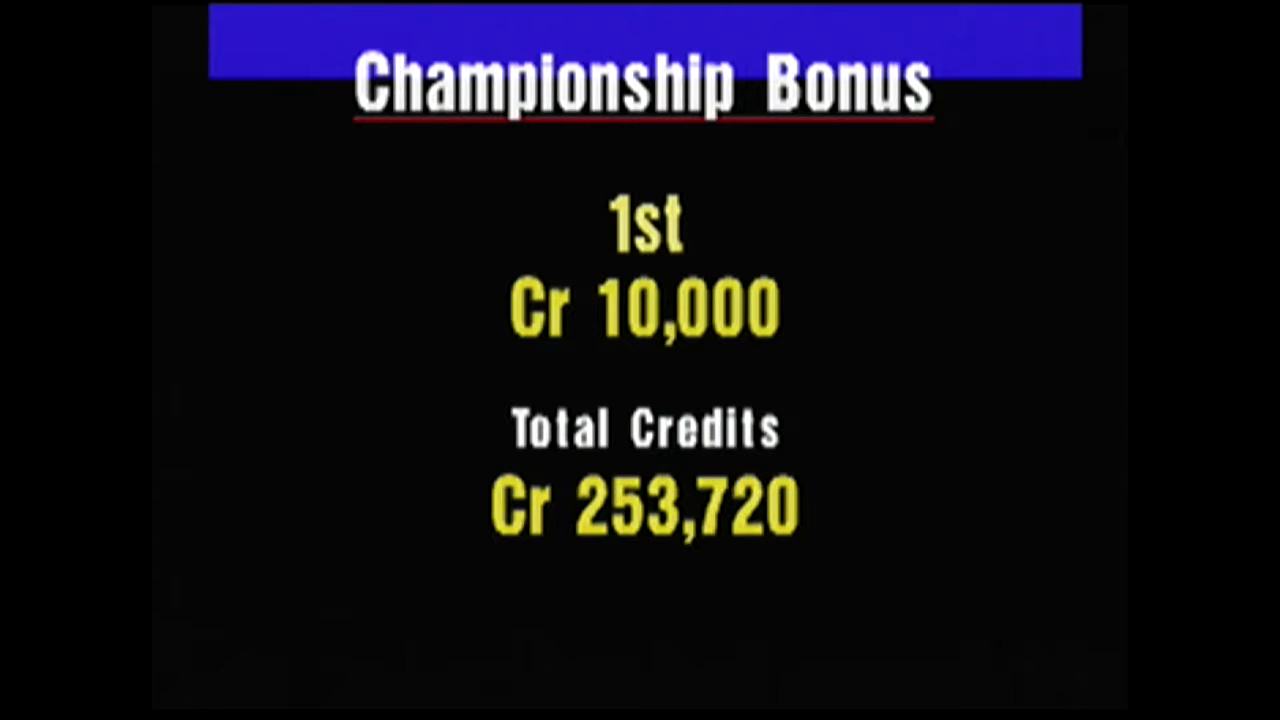 Championship Bonus
1st
Cr 10,000
Total Credits
Cr 253,720